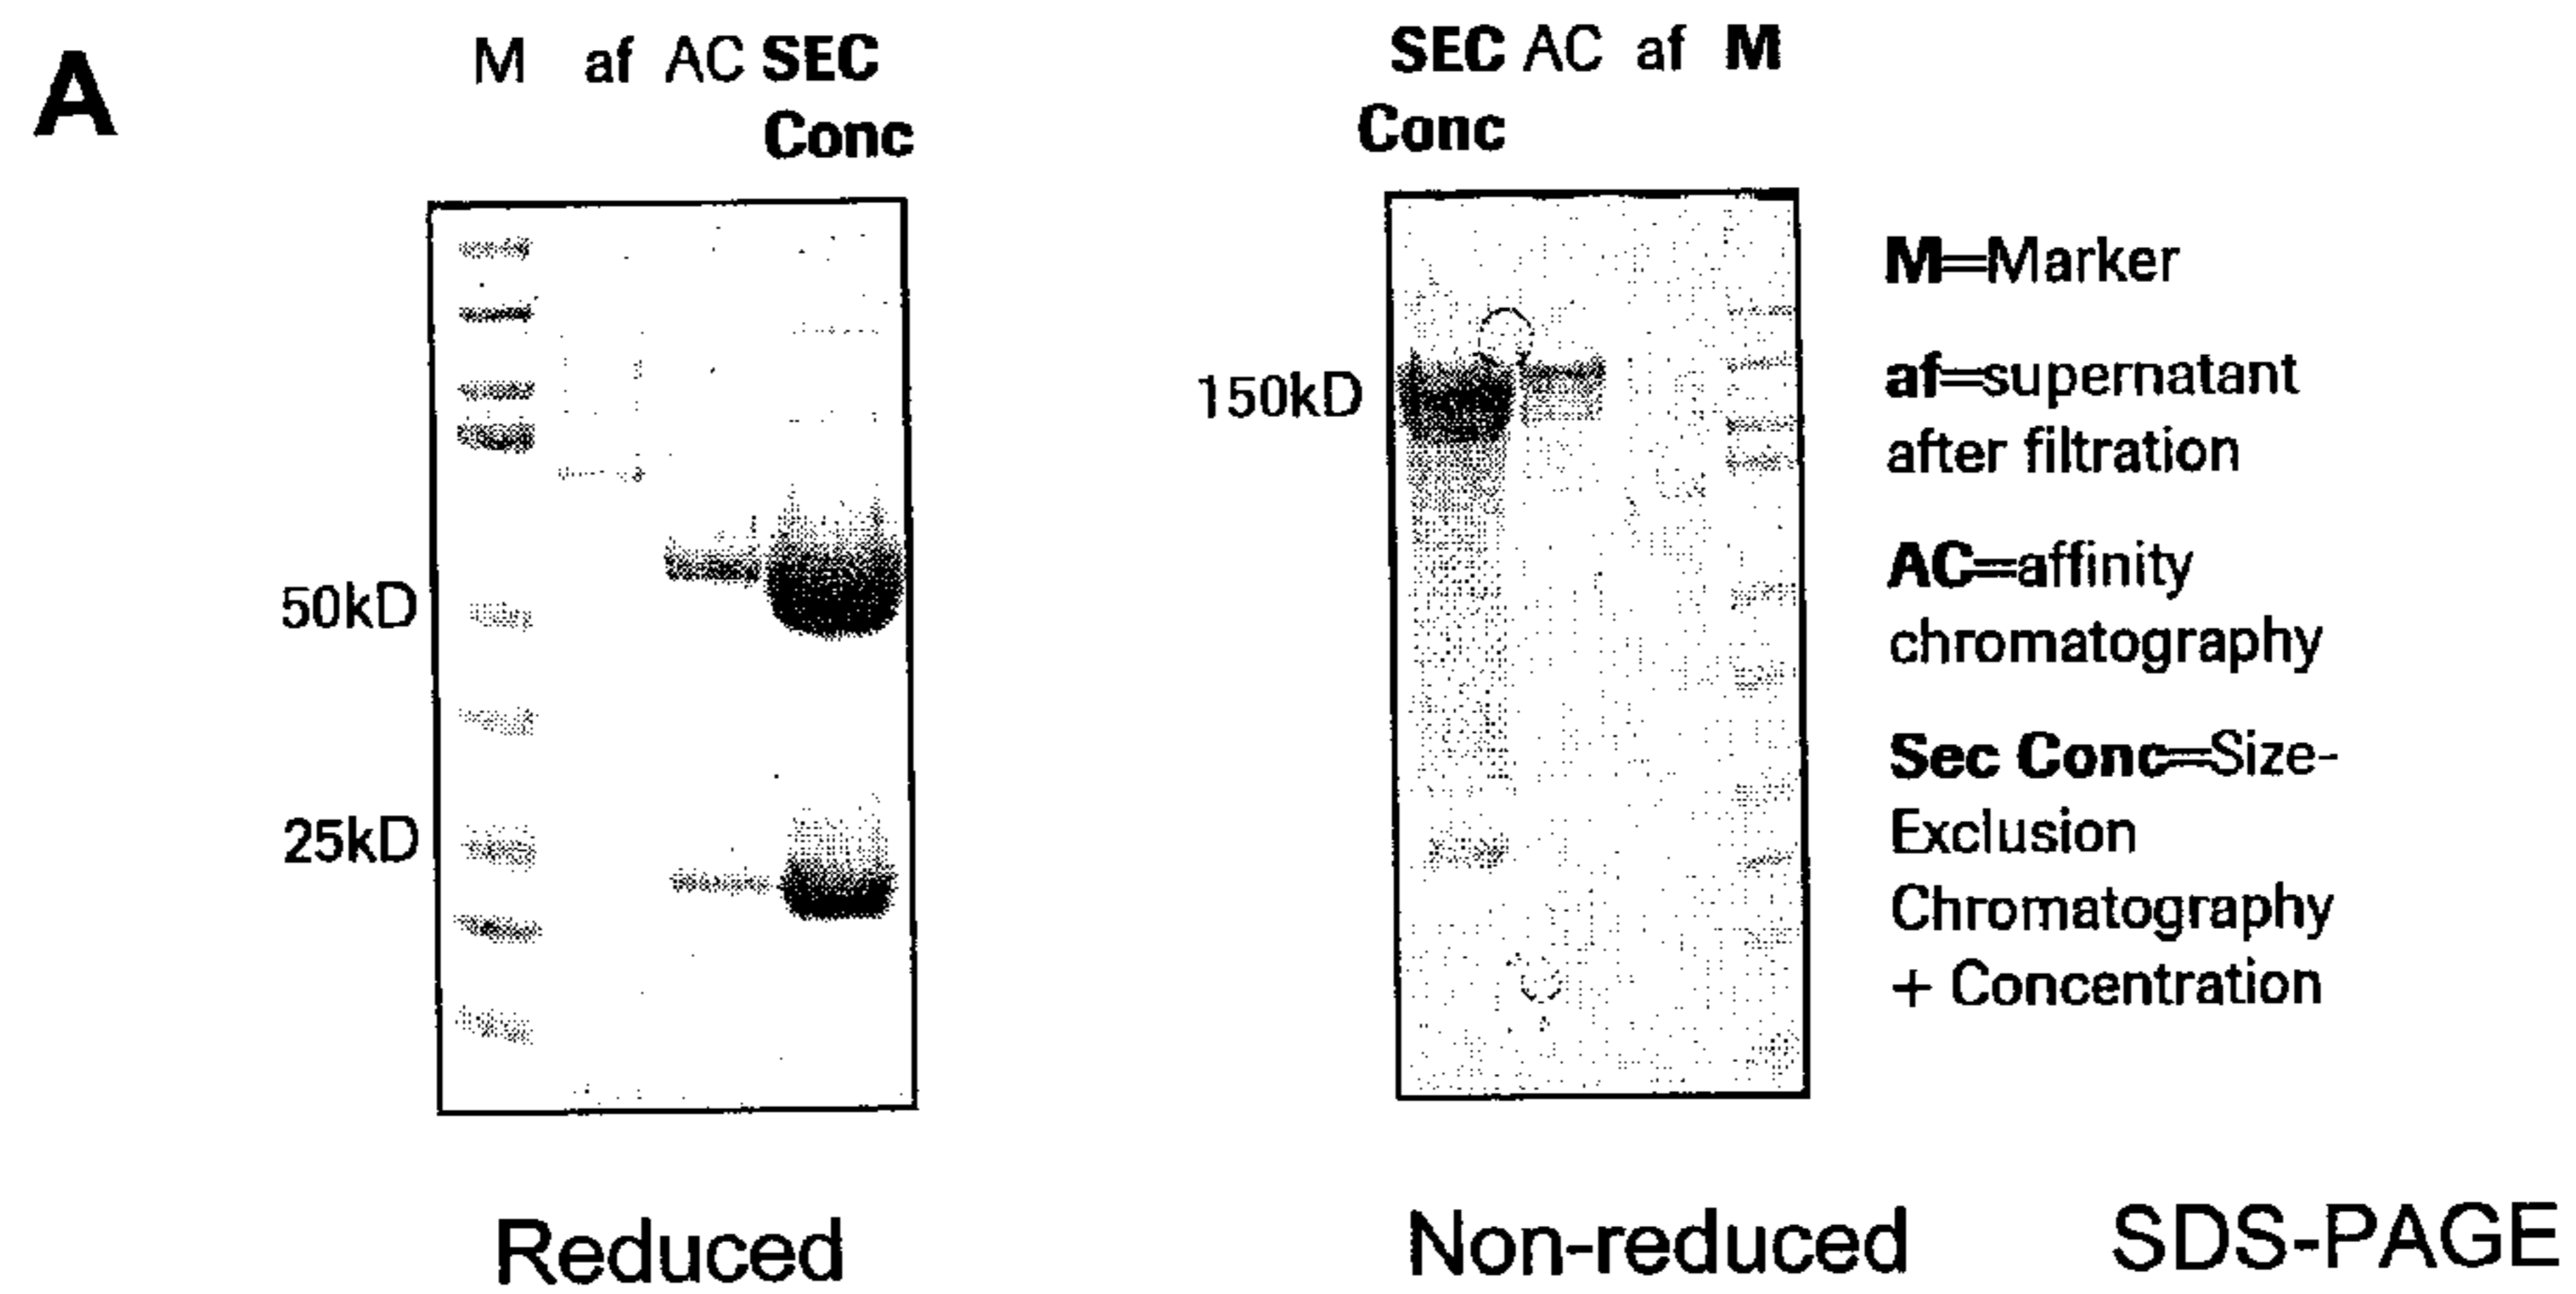 A
M af AC SEC
Conc
50kD
25kD
Reduced
SEC AC af M
Conc
150kD
Non-reduced
M=Marker
af=supernatant
after filtration
AC=affinity
chromatography
Sec Conc=Size-
Exclusion
Chromatography
+ Concentration
SDS-PAGE